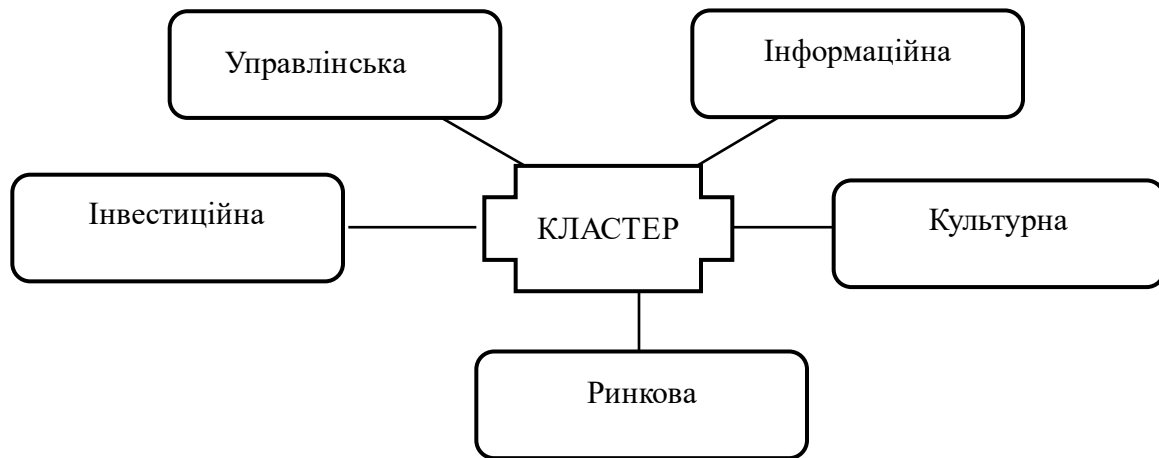 Управлінська
Інформаційна
Інвестиційна
КЛАСТЕР
Культурна
Ринкова